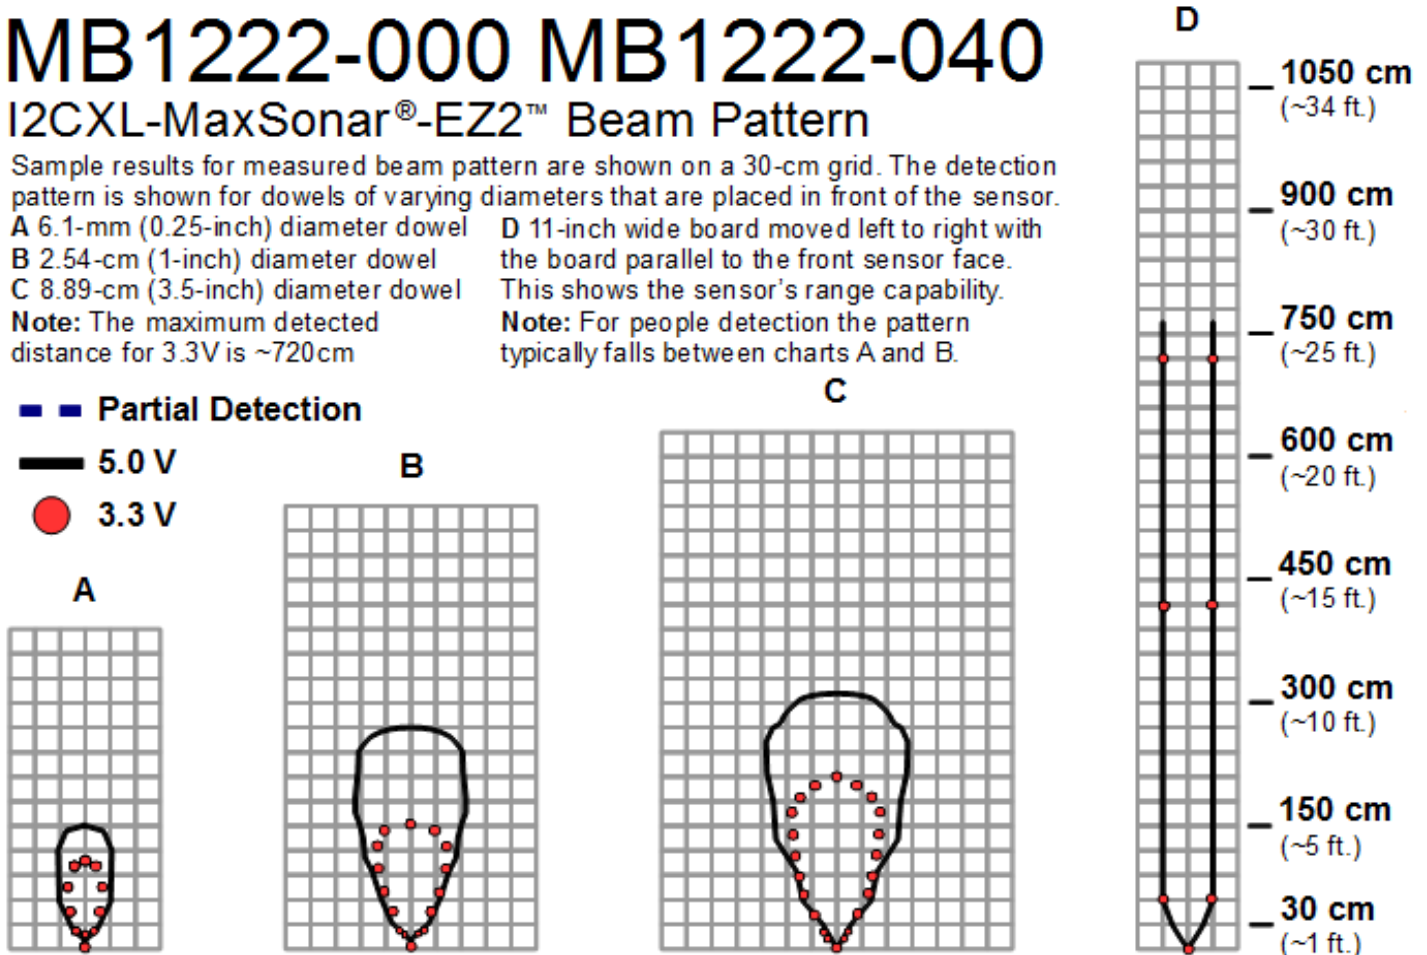 MB1222-000 MB1222-040
I2CXL-MaxSonar®-EZ2™ Beam Pattern
Sample results for measured beam pattern are shown on a 30-cm grid. The detection
pattern is shown for dowels of varying diameters that are placed in front of the sensor.
A 6.1-mm (0.25-inch) diameter dowel
B 2.54-cm (1-inch) diameter dowel
C 8.89-cm (3.5-inch) diameter dowel
Note: The maximum detected
distance for 3.3V is ~720cm
D 11-inch wide board moved left to right with
the board parallel to the front sensor face.
This shows the sensor's range capability.
Note: For people detection the pattern
typically falls between charts A and B.
Partial Detection
5.0 V
3.3 V
A
B
C
D
1050 cm
(~34 ft.)
900 cm
(~30 ft.)
750 cm
(~25 ft.)
600 cm
(~20 ft.)
450 cm
(~15 ft.)
300 cm
(~10 ft.)
150 cm
(~5 ft.)
30 cm
(~1 ft.)